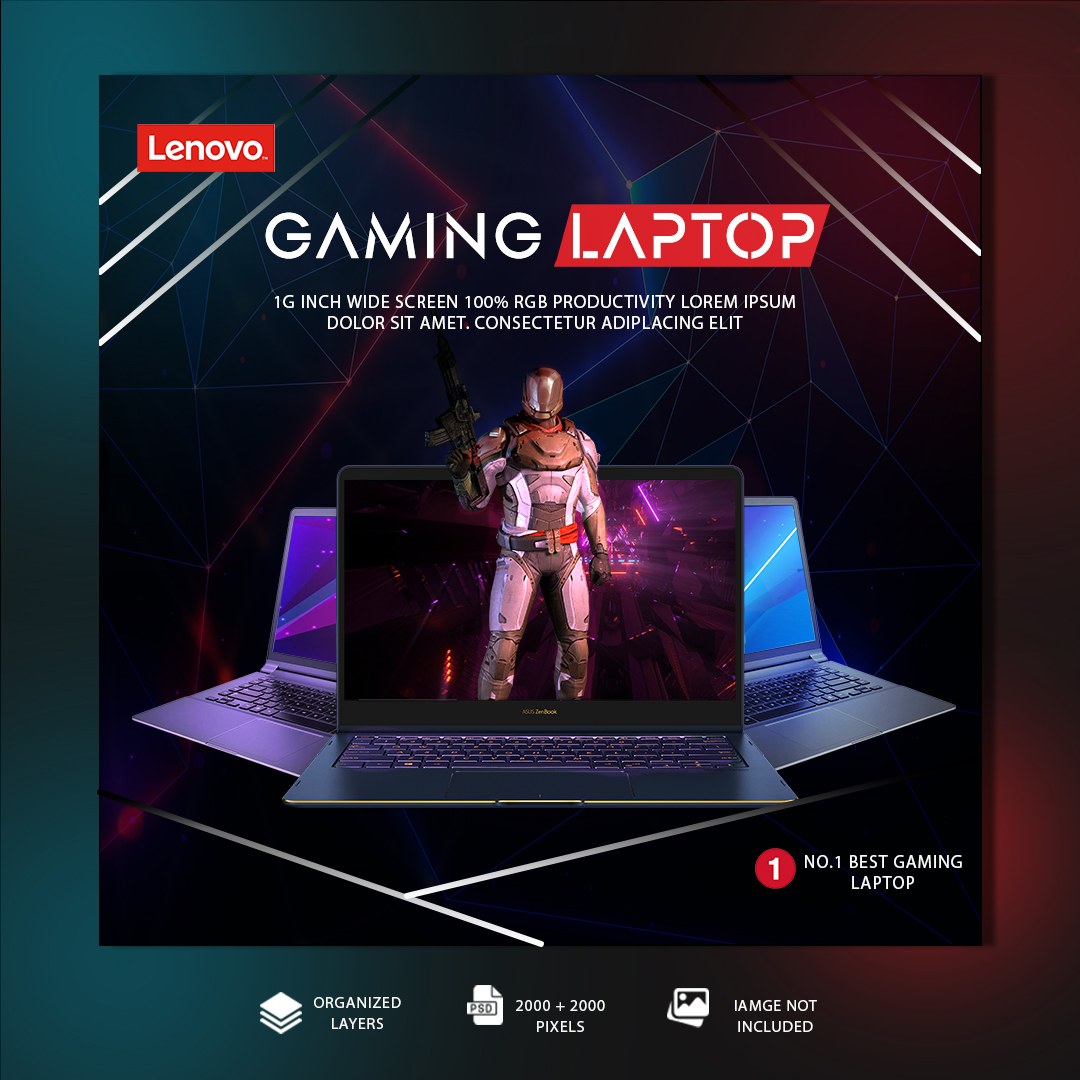 Lenovo
GAMING LAPTOP
1G INCH WIDE SCREEN 100% RGB PRODUCTIVITY LOREM IPSUM
DOLOR SIT AMET. CONSECTETUR ADIPLACING ELIT
ASUS ZenBook
1 NO.1 BEST GAMING
LAPTOP
ORGANIZED
LAYERS
PSD
2000 + 2000
PIXELS
IAMGE NOT
INCLUDED